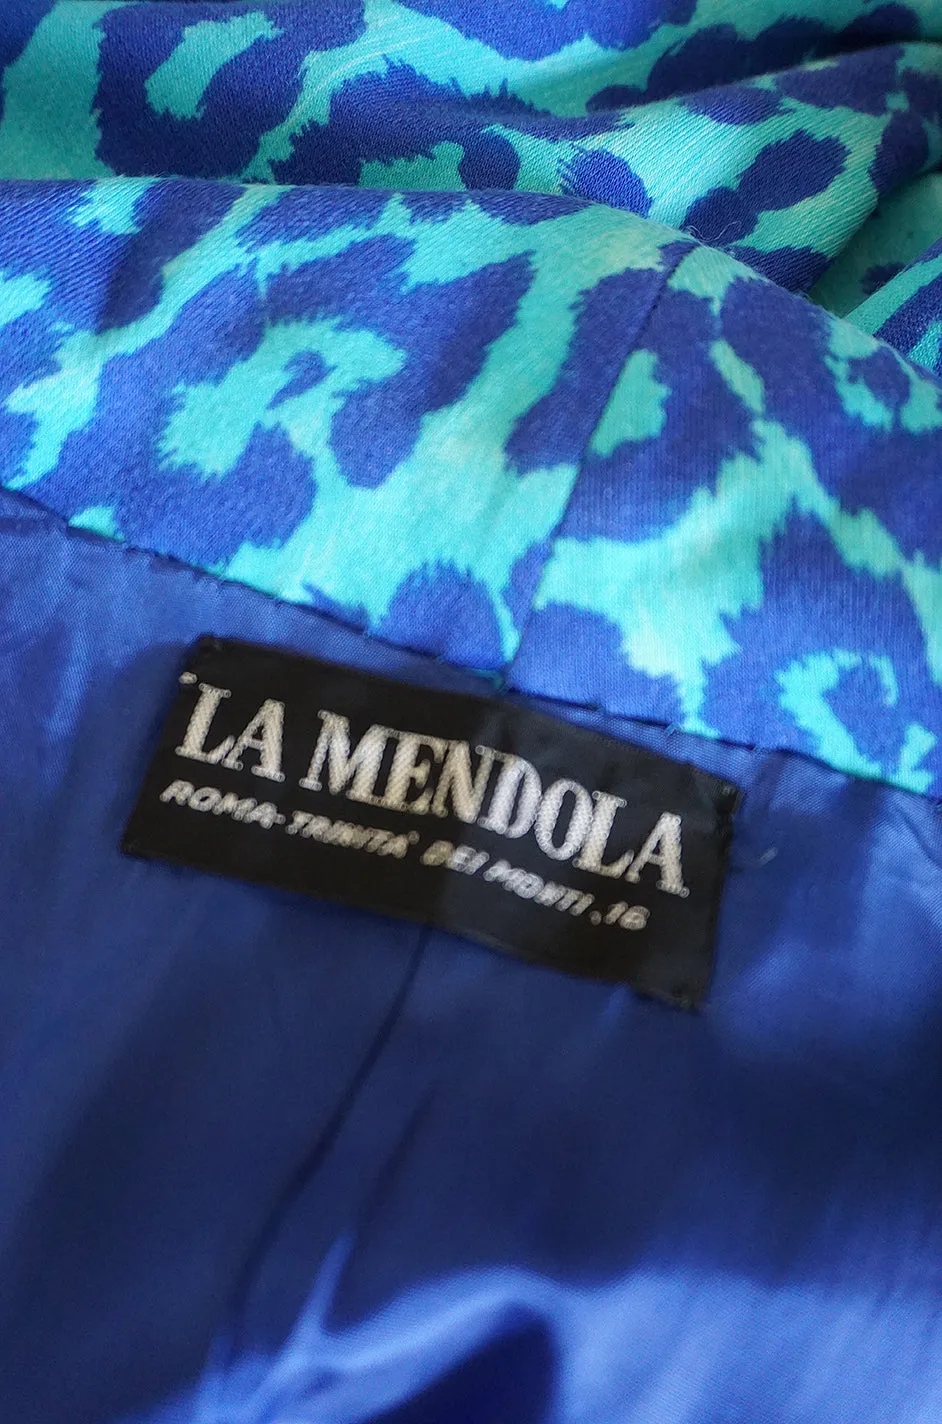 LA MENDOLA
ROMA-TRINITA' DEI MONTI,16